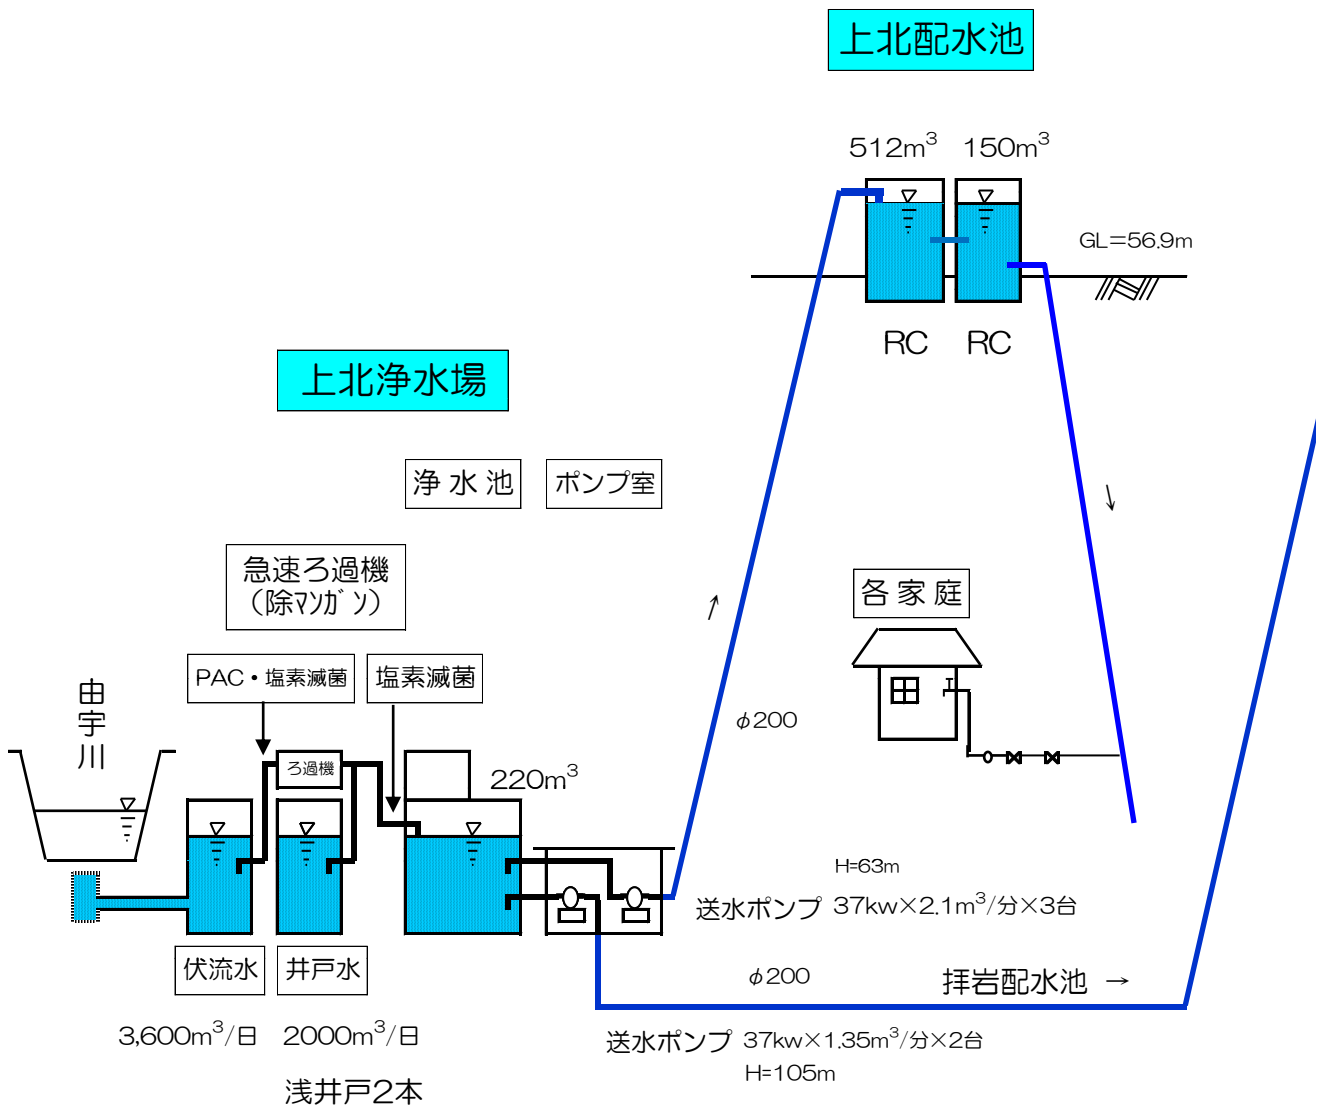 上北配水池
512m³ 150m³
GL=56.9m
RC RC
上北浄水場
浄水池 ポンプ室
急速ろ過機
（除ﾏﾝｶﾞﾝ）
各家庭
PAC・塩素滅菌 塩素滅菌
由宇川
φ200
ろ過機
220m³
H=63m
送水ポンプ 37kw×2.1m³/分×3台
伏流水 井戸水
φ200
拝岩配水池 →
3,600m³/日 2000m³/日
送水ポンプ 37kw×1.35m³/分×2台
H=105m
浅井戸2本